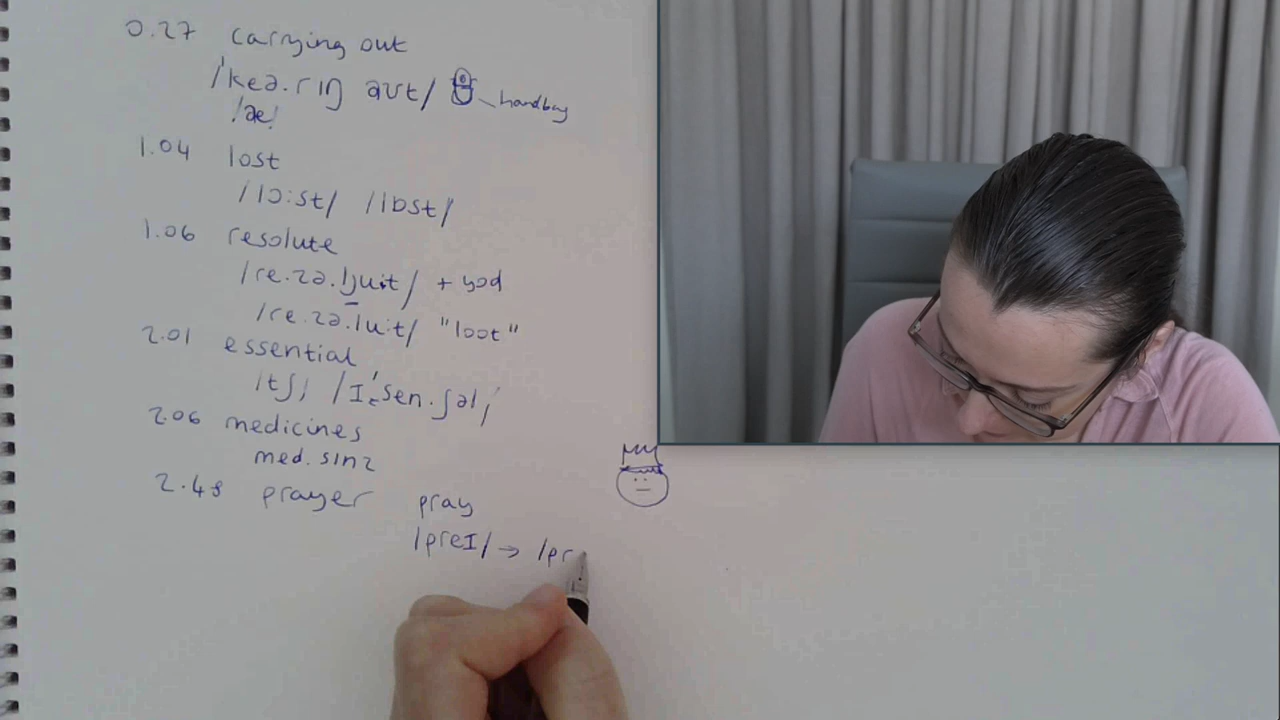 0.27 carrying out
/'keə.rɪŋ aʊt/ handbag
/æ/
1.04 lost
/lɔːst/ /lɒst/
1.06 resolute
/re.zə.ljuːt/ + yod
/re.zə.luːt/ "loot"
2.01 essential
/tʃ/ /ɪ'sen.ʃəl/
2.06 medicines
med.sɪnz
2.48 prayer pray
/preɪ/ → /pr